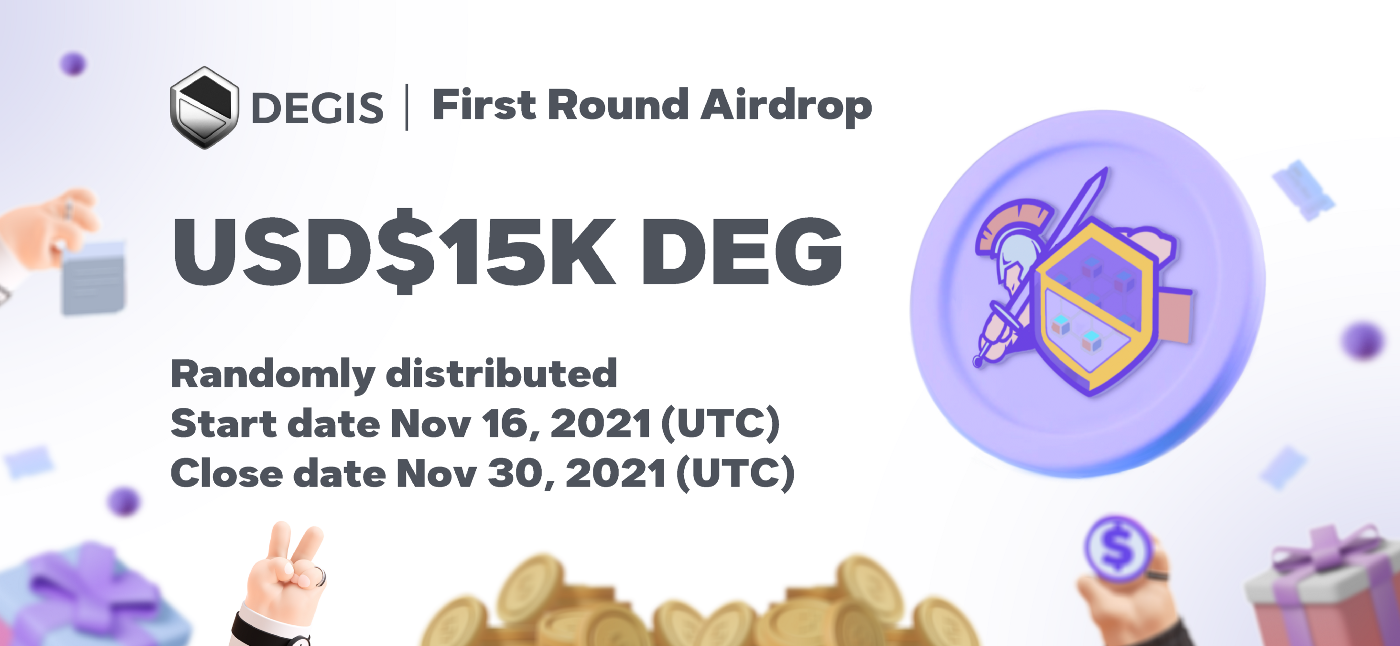 DEGIS | First Round Airdrop
USD$15K DEG
Randomly distributed
Start date Nov 16, 2021 (UTC)
Close date Nov 30, 2021 (UTC)
$